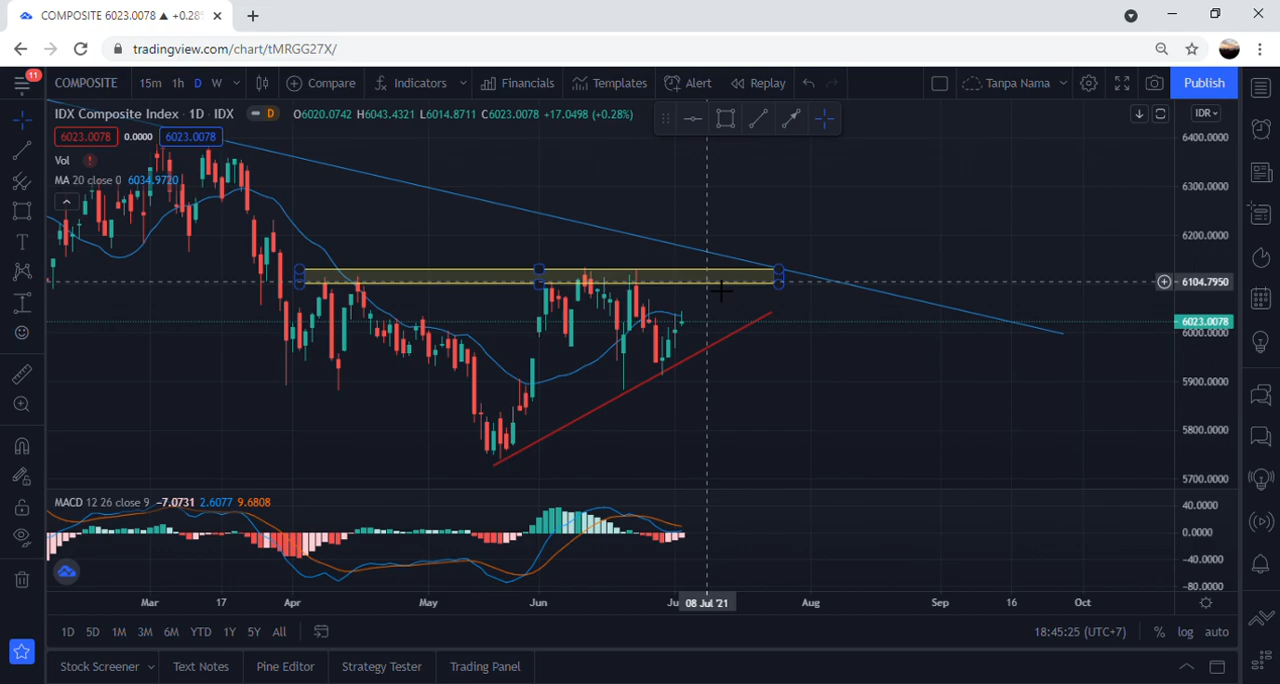 COMPOSITE 6023.0078 ▲ +0.28%
tradingview.com/chart/tMRGG27X/
11
COMPOSITE 15m 1h D W Compare Indicators Financials Templates Alert Replay Tanpa Nama Publish
IDX Composite Index · 1D · IDX D O6020.0742 H6043.4321 L6014.8711 C6023.0078 +17.0498 (+0.28%)
IDR
6023.0078 0.0000 6023.0078
Vol
MA 20 close 0 6034.9720
6400.0000
6300.0000
6200.0000
6104.7950
6023.0078
6000.0000
5900.0000
5800.0000
5700.0000
MACD 12 26 close 9 −7.0731 2.6077 9.6808
40.0000
0.0000
−40.0000
−80.0000
Mar 17 Apr May Jun Ju 08 Jul '21 Aug Sep 16 Oct
1D 5D 1M 3M 6M YTD 1Y 5Y All 18:45:25 (UTC+7) % log auto
Stock Screener Text Notes Pine Editor Strategy Tester Trading Panel